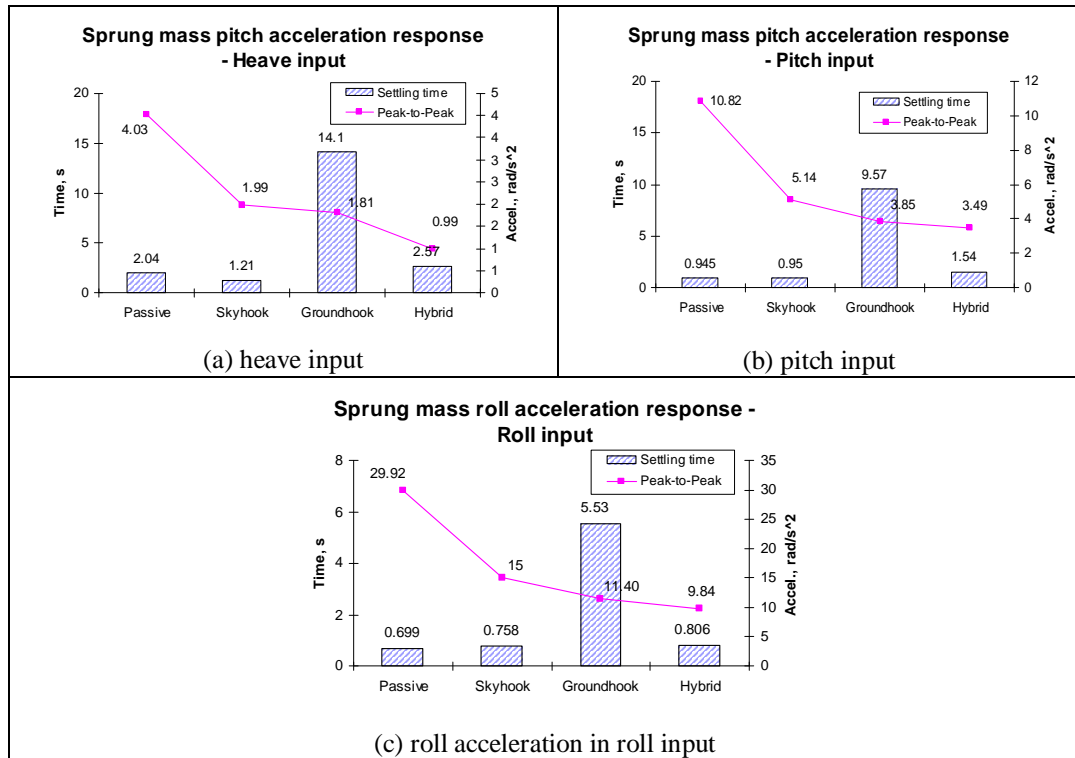 Sprung mass pitch acceleration response
- Heave input
Settling time
Peak-to-Peak
20
15
10
5
0
Time, s
4.03
1.99
14.1
1.81
0.99
2.04
1.21
2.57
5
4
4
3
3
2
2
1
1
0
Accel., rad/s^2
Passive Skyhook Groundhook Hybrid
(a) heave input
Sprung mass pitch acceleration response
- Pitch input
Settling time
Peak-to-Peak
20
15
10
5
0
Time, s
10.82
5.14
9.57
3.85
3.49
0.945
0.95
1.54
12
10
8
6
4
2
0
Accel., rad/s^2
Passive Skyhook Groundhook Hybrid
(b) pitch input
Sprung mass roll acceleration response -
Roll input
Settling time
Peak-to-Peak
8
6
4
2
0
Time, s
29.92
15
5.53
11.40
9.84
0.699
0.758
0.806
35
30
25
20
15
10
5
0
Accel., rad/s^2
Passive Skyhook Groundhook Hybrid
(c) roll acceleration in roll input